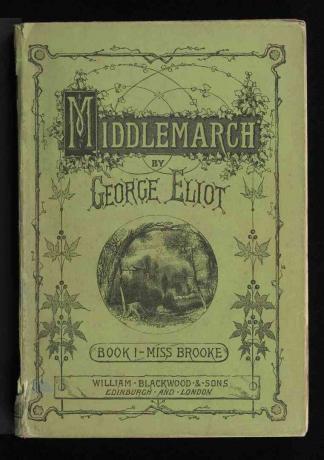 MIDDLEMARCH
BY
GEORGE ELIOT
BOOK I-MISS BROOKE
WILLIAM · BLACKWOOD · & · SONS
EDINBURGH · AND · LONDON